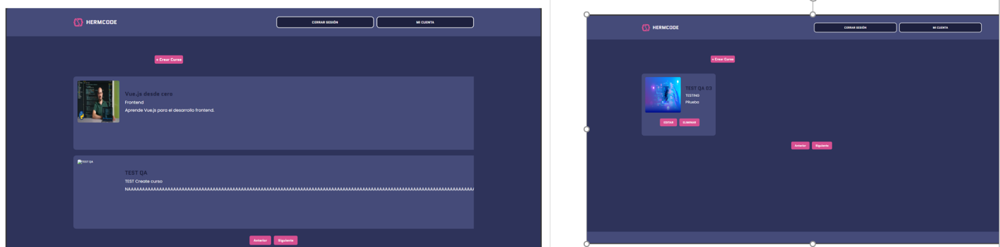 HERMCODE
CERRAR SESIÓN
MI CUENTA
+ Crear Curso
Vue.js desde cero
Frontend
Aprende Vue.js para el desarrollo frontend.
TEST QA
TEST QA
TEST Create curso
Anterior
Siguiente
HERMCODE
CERRAR SESIÓN
MI CUENTA
+ Crear Curso
TEST QA 03
TESTING
PRueba
EDITAR
ELIMINAR
Anterior
Siguiente